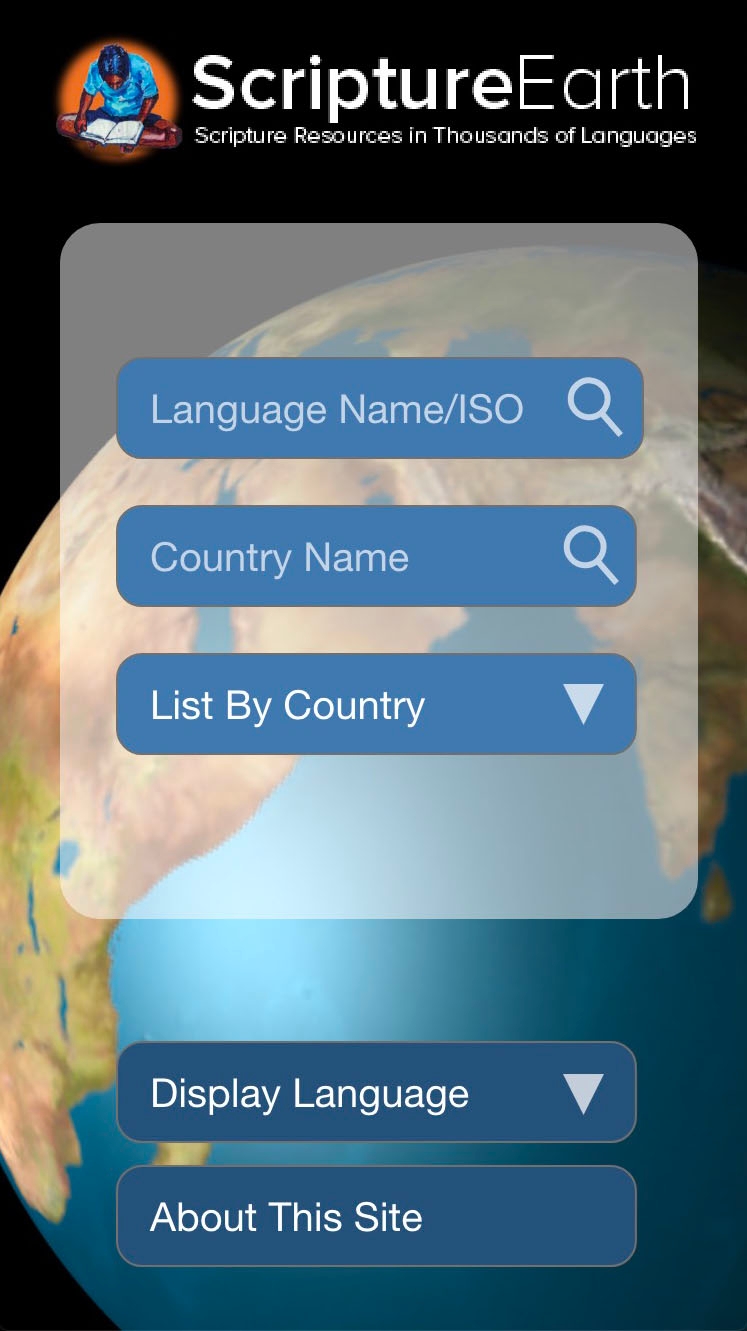 ScriptureEarth
Scripture Resources in Thousands of Languages
Language Name/ISO
Country Name
List By Country
Display Language
About This Site